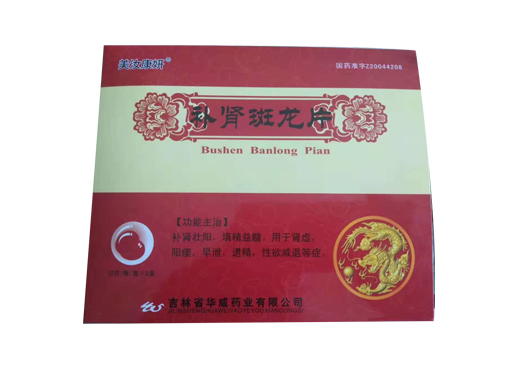 美汝康妍®
国药准字Z20044208
补肾斑龙片
Bushen Banlong Pian
【功能主治】
补肾壮阳，填精益髓。用于肾虚，
阳痿，早泄，遗精，性欲减退等症。
吉林省华威药业有限公司
JILINSHENGHUAWEIYAOYEYOUXIANGONGSI